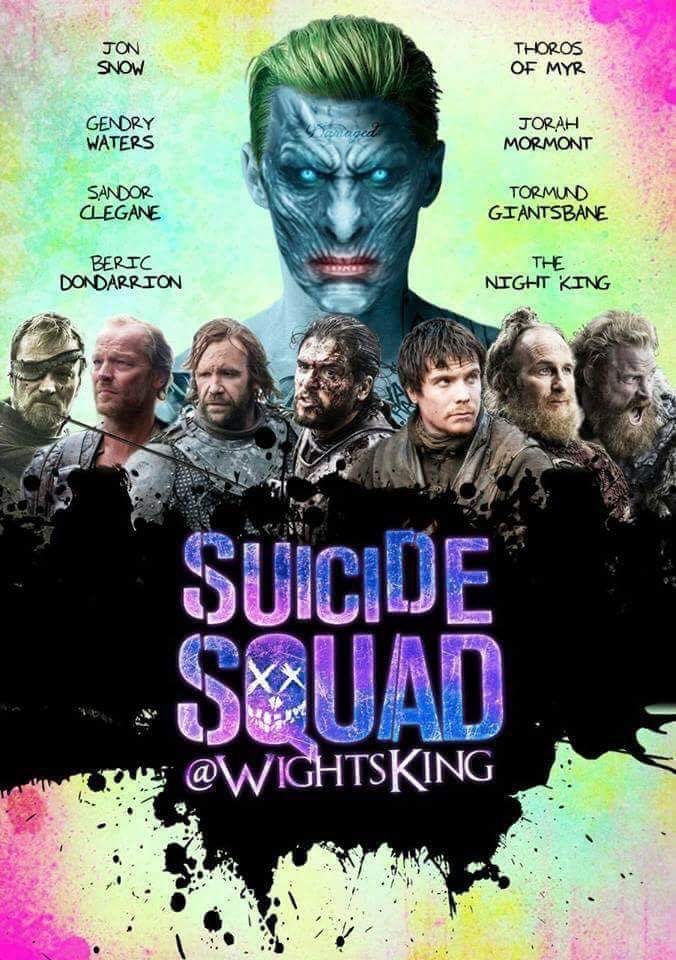 JON
SNOW
GENDRY
WATERS
SANDOR
CLEGANE
BERIC
DONDARRION
THOROS
OF MYR
JORAH
MORMONT
TORMUND
GIANTSBANE
THE
NIGHT KING
Damaged
SUICIDE
SQUAD
@WIGHTSKING